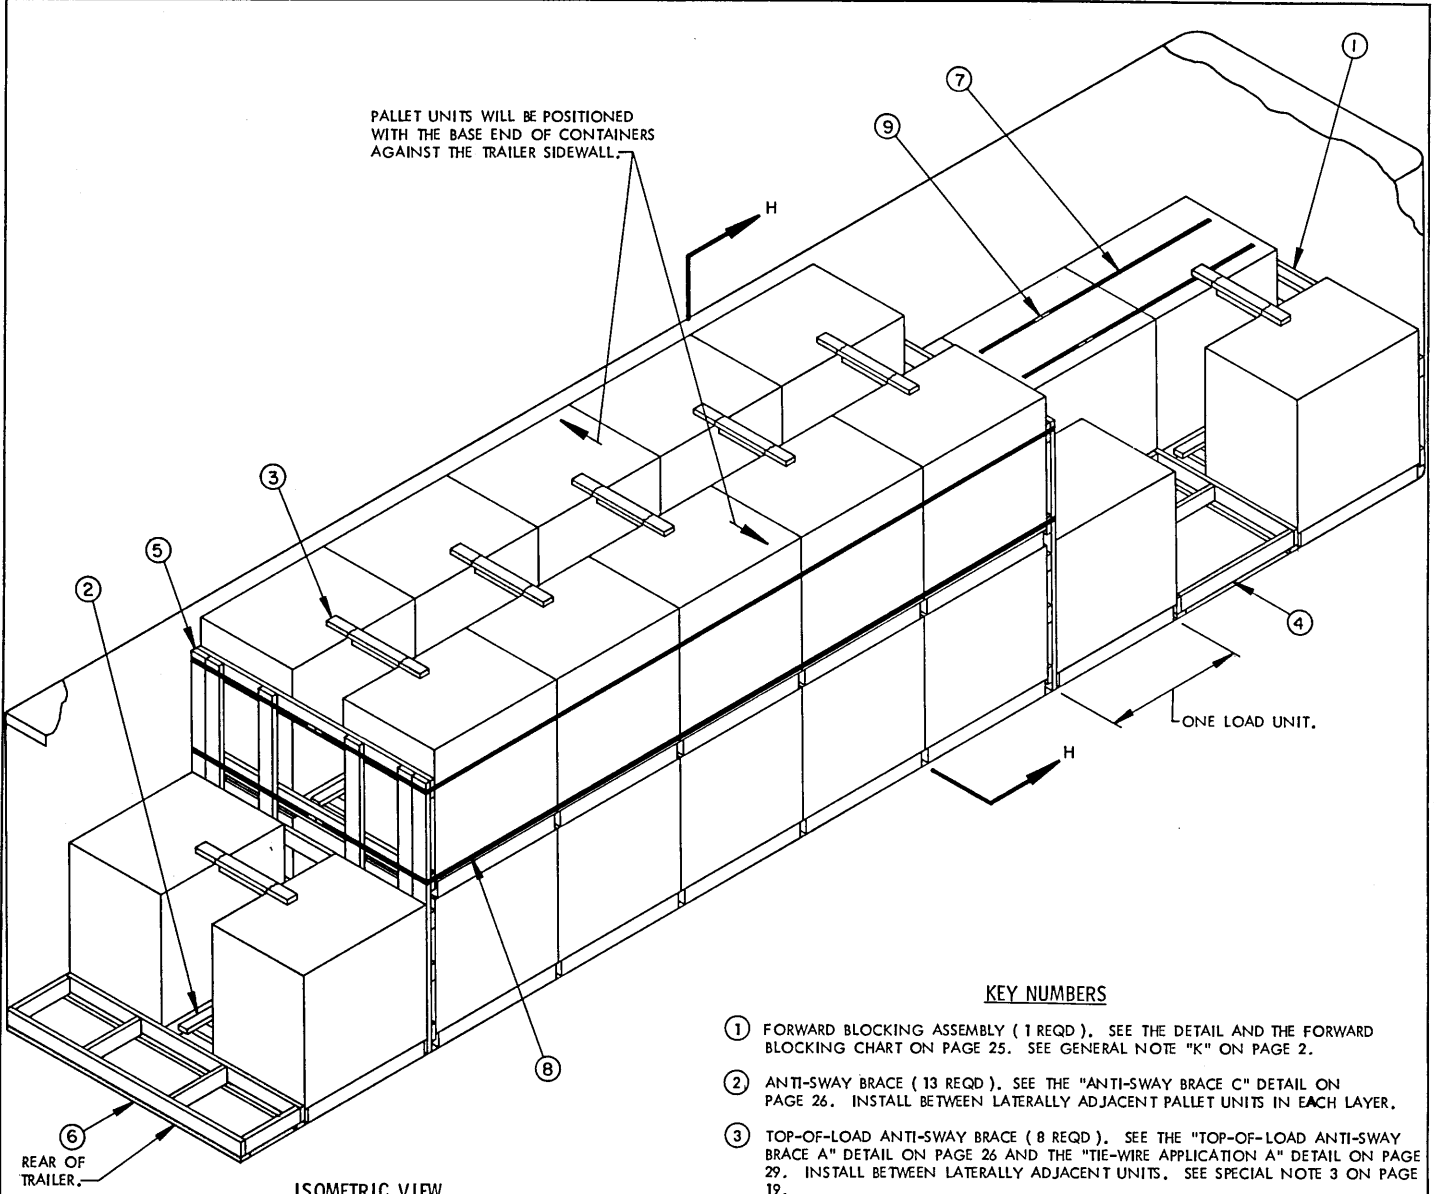 PALLET UNITS WILL BE POSITIONED
WITH THE BASE END OF CONTAINERS
AGAINST THE TRAILER SIDEWALL.
1
7
9
H
3
5
2
4
ONE LOAD UNIT.
H
8
6
REAR OF
TRAILER.
ISOMETRIC VIEW
KEY NUMBERS
1 FORWARD BLOCKING ASSEMBLY ( 1 REQD ). SEE THE DETAIL AND THE FORWARD
BLOCKING CHART ON PAGE 25. SEE GENERAL NOTE "K" ON PAGE 2.
2 ANTI-SWAY BRACE ( 13 REQD ). SEE THE "ANTI-SWAY BRACE C" DETAIL ON
PAGE 26. INSTALL BETWEEN LATERALLY ADJACENT PALLET UNITS IN EACH LAYER.
3 TOP-OF-LOAD ANTI-SWAY BRACE ( 8 REQD ). SEE THE "TOP-OF-LOAD ANTI-SWAY
BRACE A" DETAIL ON PAGE 26 AND THE "TIE-WIRE APPLICATION A" DETAIL ON PAGE
29. INSTALL BETWEEN LATERALLY ADJACENT UNITS. SEE SPECIAL NOTE 3 ON PAGE
19.